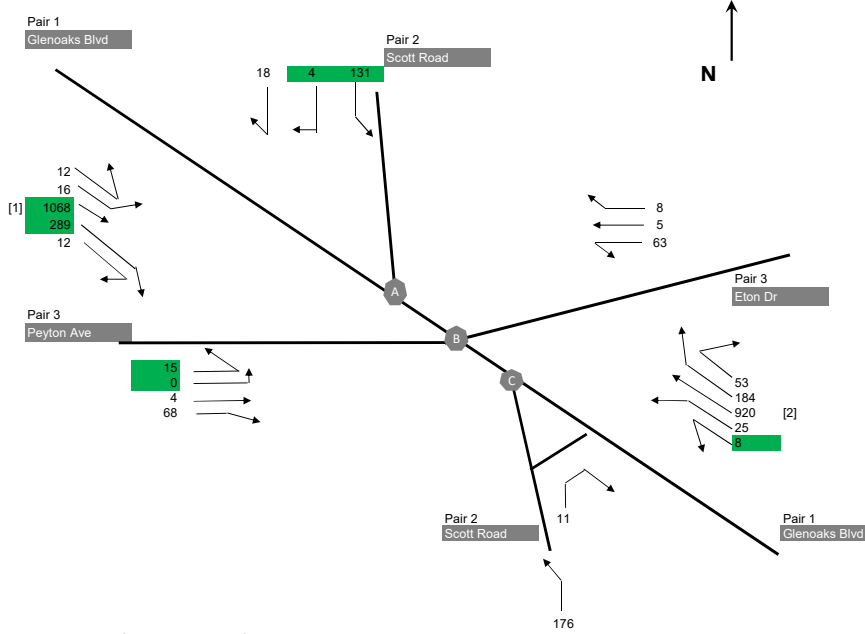 Pair 1
Glenoaks Blvd
Pair 2
Scott Road
N
18 4 131
12
16
[1] 1068
289
12
8
5
63
A
Pair 3
Eton Dr
Pair 3
Peyton Ave
B
15
0
4
68
C
53
184
920 [2]
25
8
11
Pair 2
Scott Road
Pair 1
Glenoaks Blvd
176